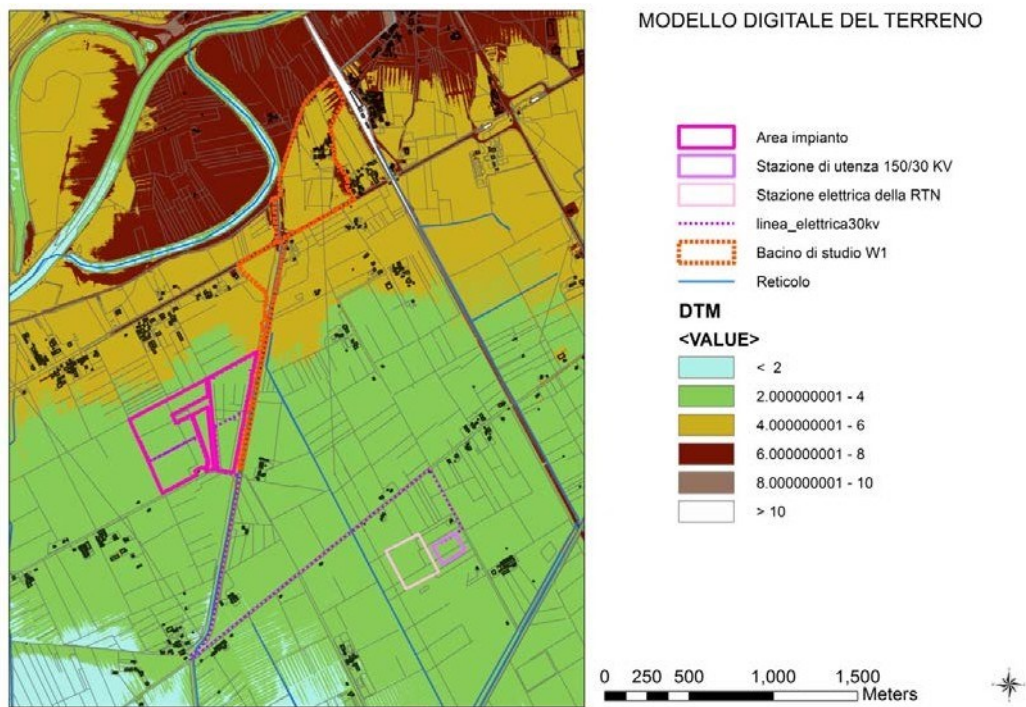 MODELLO DIGITALE DEL TERRENO
Area impianto
Stazione di utenza 150/30 KV
Stazione elettrica della RTN
linea_elettrica30kv
Bacino di studio W1
Reticolo
DTM
<VALUE>
< 2
2.000000001 - 4
4.000000001 - 6
6.000000001 - 8
8.000000001 - 10
> 10
0 250 500 1,000 1,500
Meters